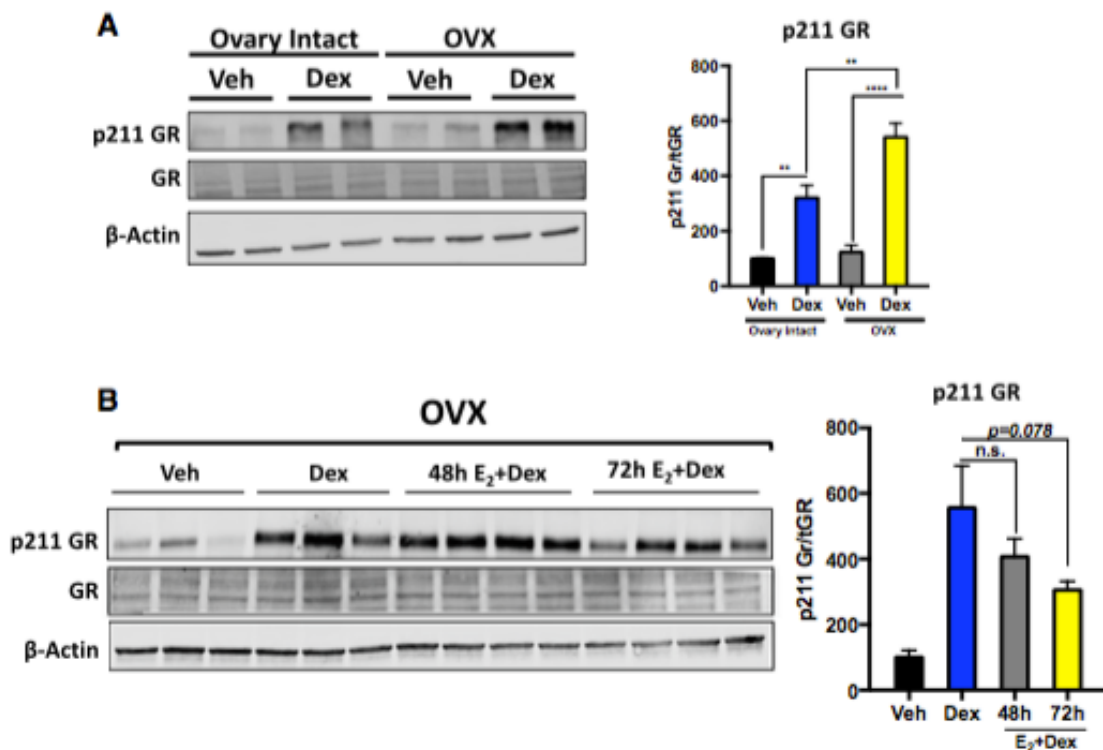 A
Ovary Intact OVX
Veh Dex Veh Dex
p211 GR
GR
β-Actin
p211 GR
p211 Gr/tGR
800
600
400
200
0
**
**
****
Veh Dex Veh Dex
Ovary Intact OVX
B
OVX
Veh Dex 48h E₂+Dex 72h E₂+Dex
p211 GR
GR
β-Actin
p211 GR
p211 Gr/tGR
800
600
400
200
0
p=0.078
n.s.
Veh Dex 48h 72h
E₂+Dex